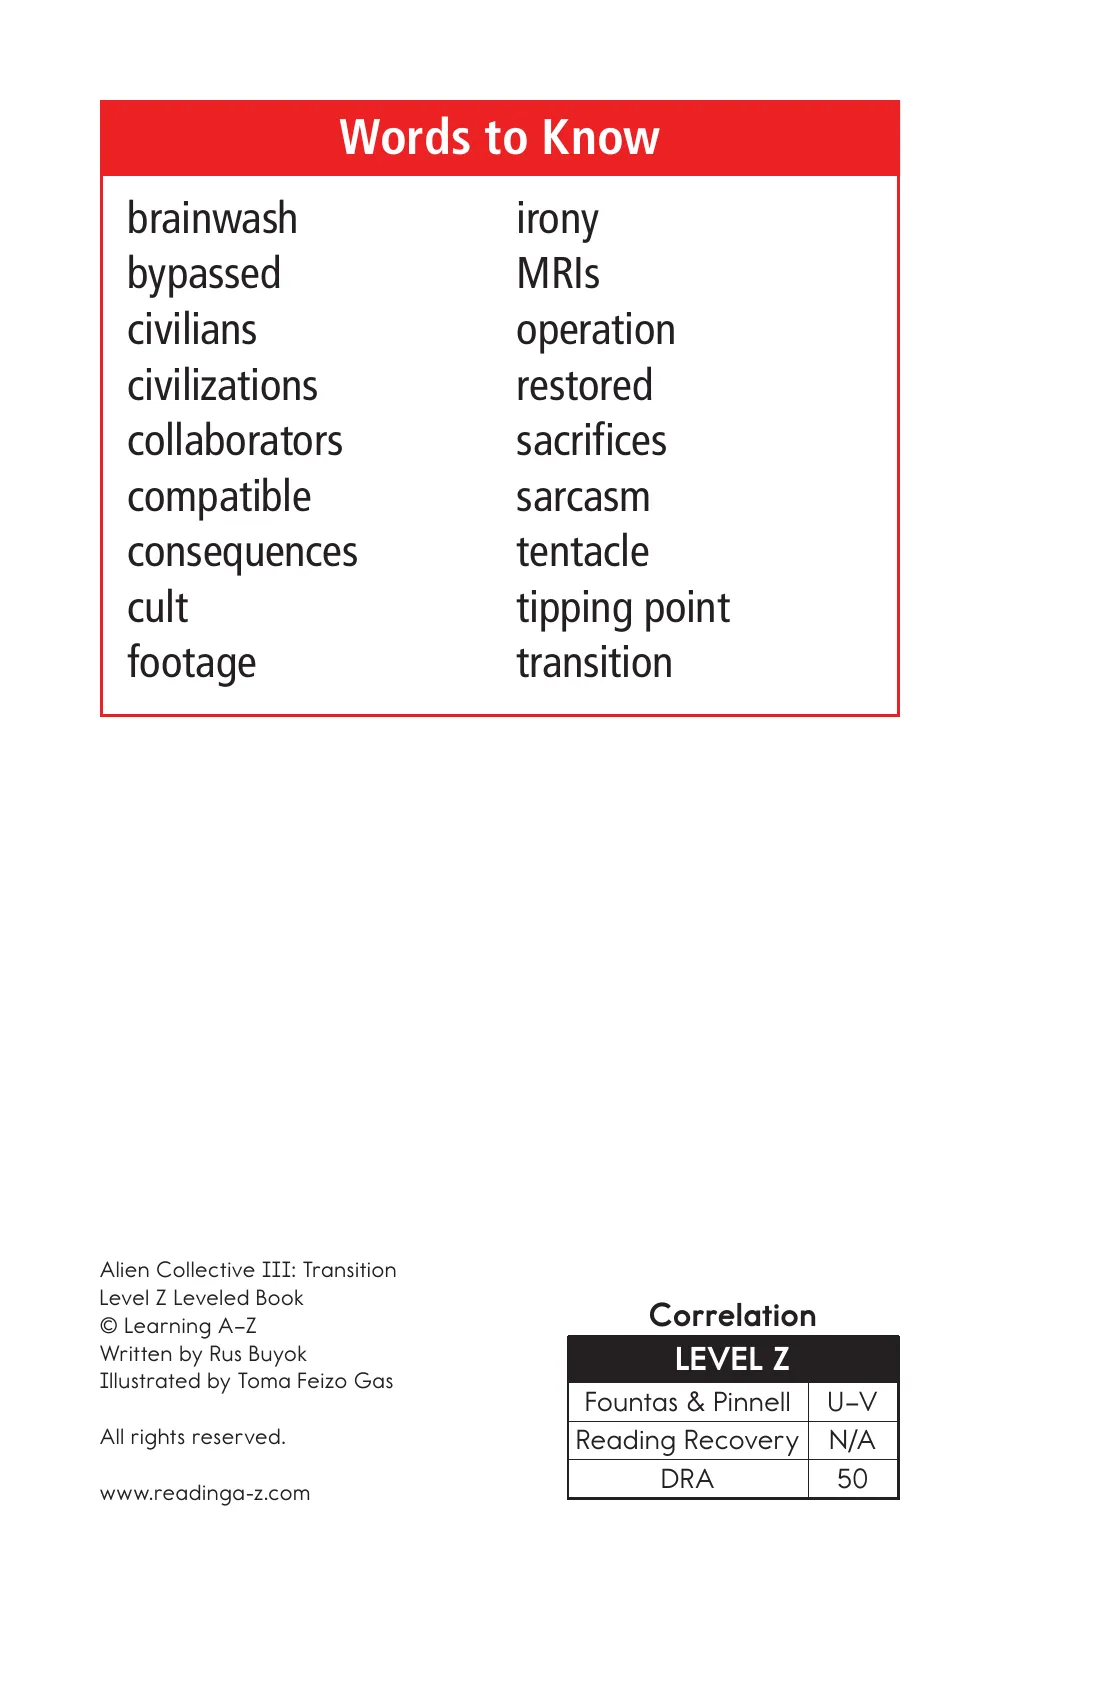 Words to Know
brainwash
bypassed
civilians
civilizations
collaborators
compatible
consequences
cult
footage
irony
MRIs
operation
restored
sacrifices
sarcasm
tentacle
tipping point
transition
Alien Collective III: Transition
Level Z Leveled Book
© Learning A–Z
Written by Rus Buyok
Illustrated by Toma Feizo Gas
All rights reserved.
www.readinga-z.com
Correlation
LEVEL Z
Fountas & Pinnell U–V
Reading Recovery N/A
DRA 50